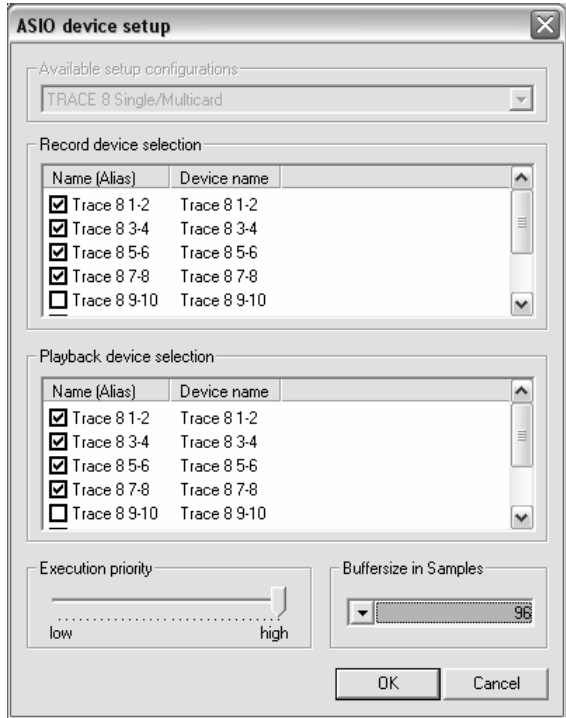 ASIO device setup
Available setup configurations
TRACE 8 Single/Multicard
Record device selection
Name (Alias) Device name
Trace 8 1-2 Trace 8 1-2
Trace 8 3-4 Trace 8 3-4
Trace 8 5-6 Trace 8 5-6
Trace 8 7-8 Trace 8 7-8
Trace 8 9-10 Trace 8 9-10
Playback device selection
Name (Alias) Device name
Trace 8 1-2 Trace 8 1-2
Trace 8 3-4 Trace 8 3-4
Trace 8 5-6 Trace 8 5-6
Trace 8 7-8 Trace 8 7-8
Trace 8 9-10 Trace 8 9-10
Execution priority
low high
Buffersize in Samples
96
OK Cancel